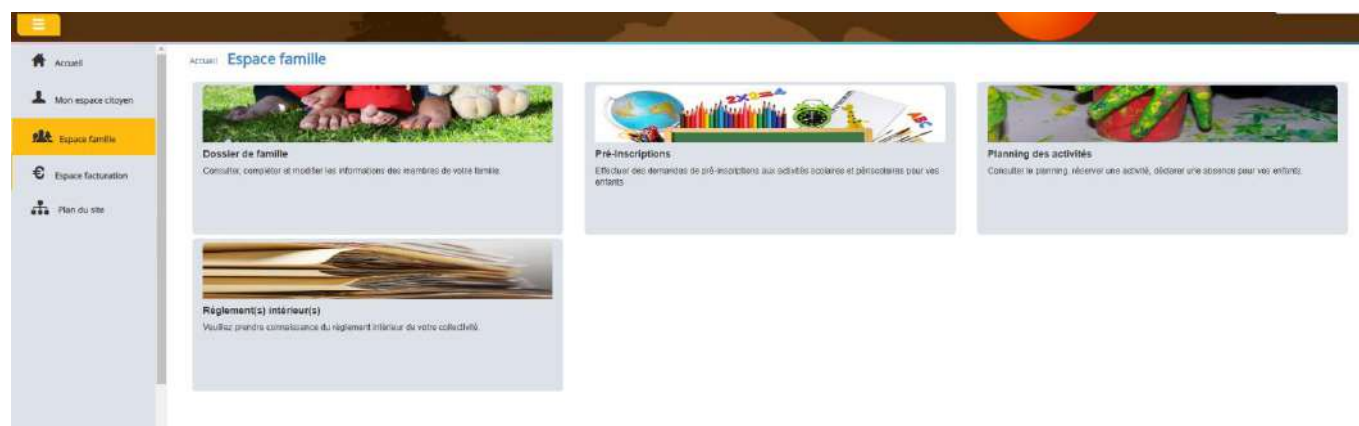 Accueil
Mon espace citoyen
Espace famille
Espace facturation
Plan du site
Accueil Espace famille
Dossier de famille
Consulter, compléter et modifier les informations des membres de votre famille.
2x3=4
ABC
Pré-Inscriptions
Effectuer des demandes de pré-inscriptions aux activités scolaires et périscolaires pour vos
enfants
Planning des activités
Consulter le planning, réserver une activité, déclarer une absence pour vos enfants.
Règlement(s) intérieur(s)
Veuillez prendre connaissance du règlement intérieur de votre collectivité.